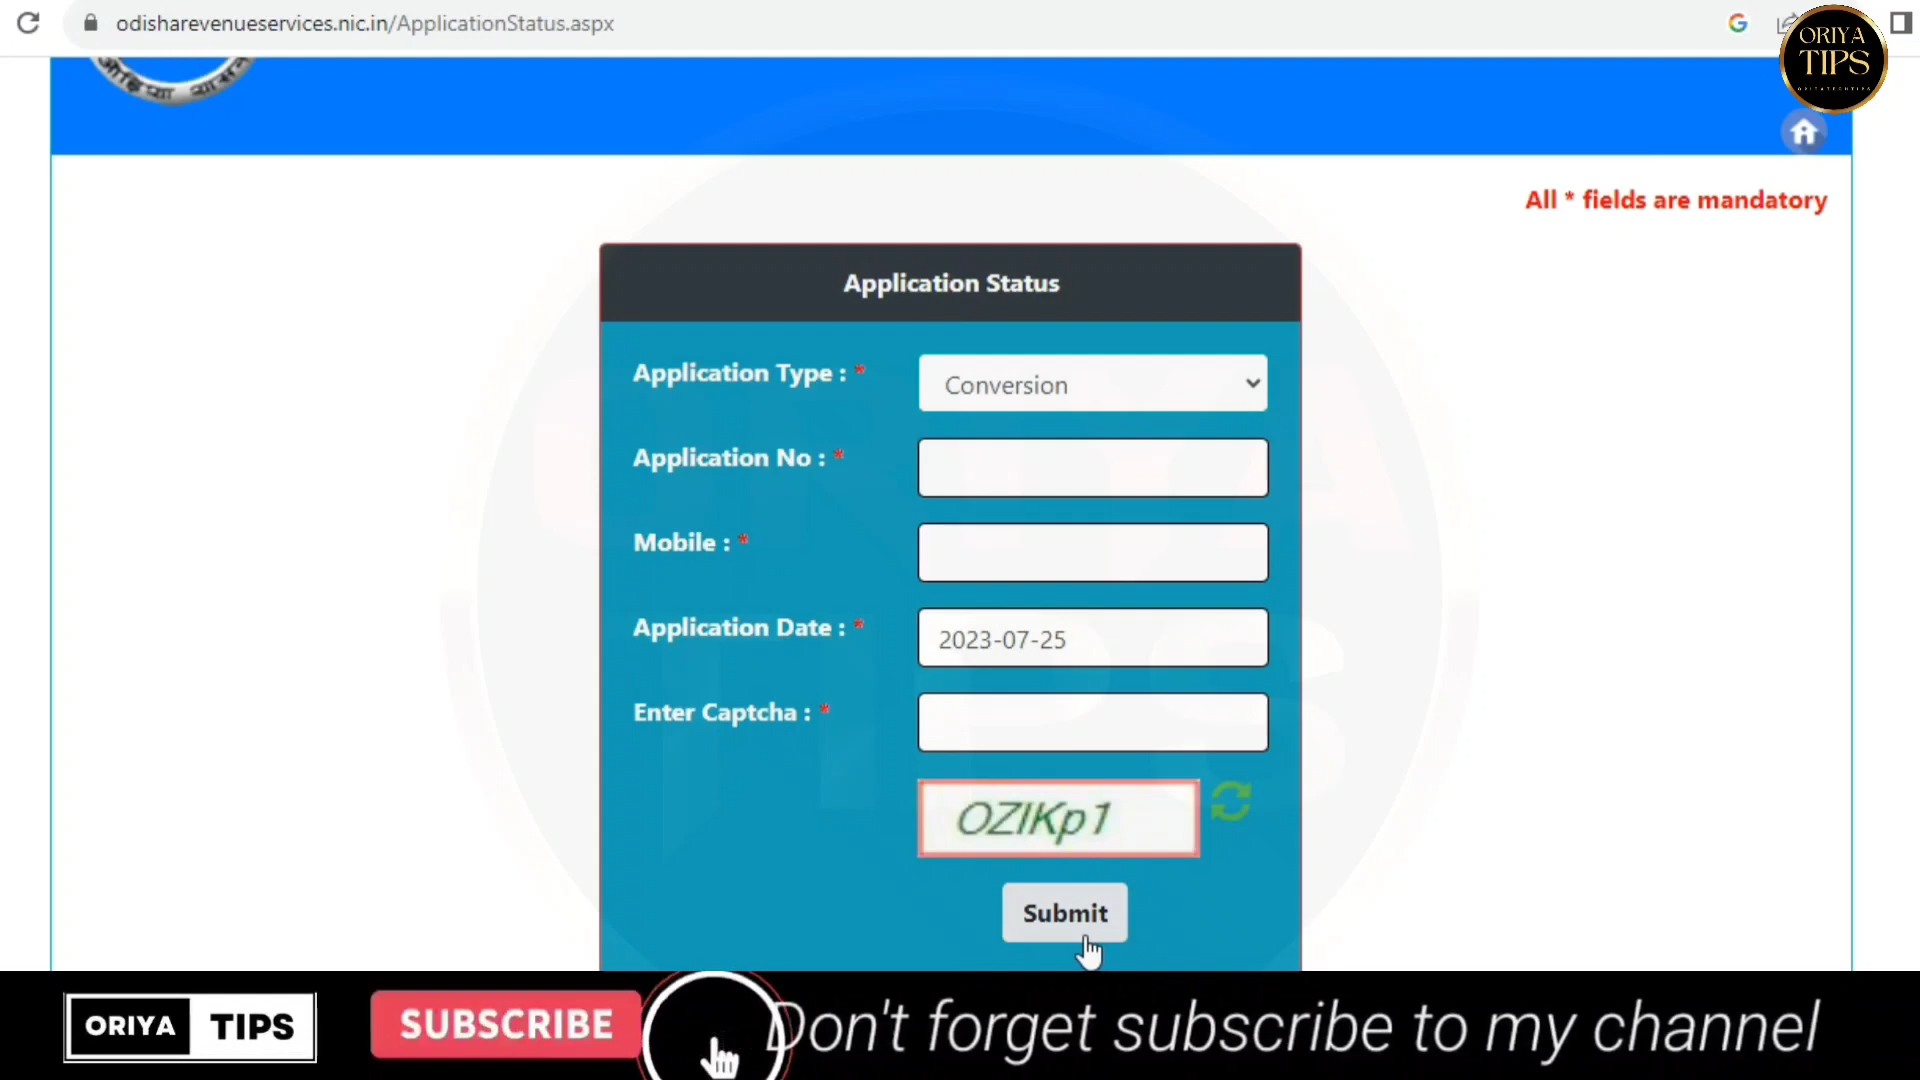 odisharevenueservices.nic.in/ApplicationStatus.aspx
ORIYA
TIPS
All * fields are mandatory
Application Status
Application Type : *
Conversion
Application No : *
Mobile : *
Application Date : *
2023-07-25
Enter Captcha : *
OZIKp1
Submit
ORIYA TIPS
SUBSCRIBE
Don't forget subscribe to my channel